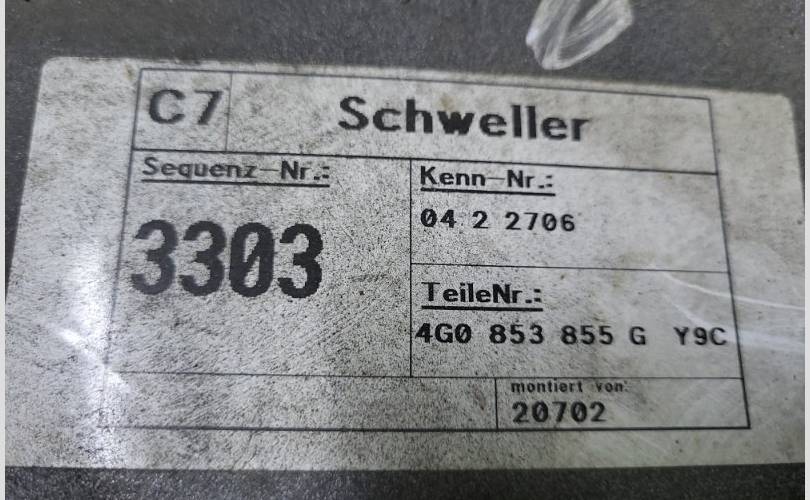 C7 Schweller
Sequenz-Nr.:
3303
Kenn-Nr.:
04 2 2706
TeileNr.:
4G0 853 855 G Y9C
montiert von:
20702